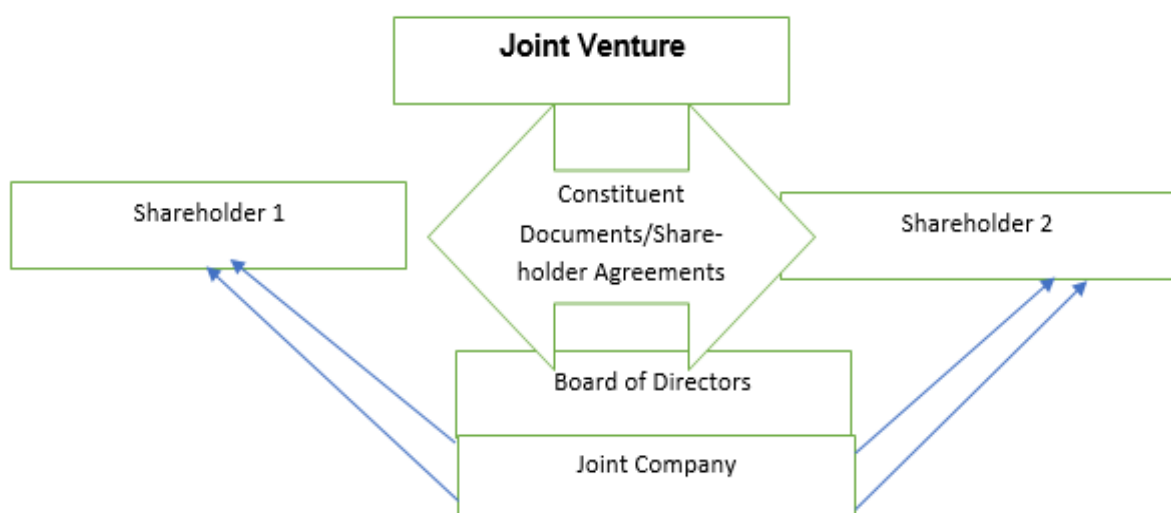 Joint Venture
Shareholder 1
Constituent
Documents/Share-
holder Agreements
Shareholder 2
Board of Directors
Joint Company